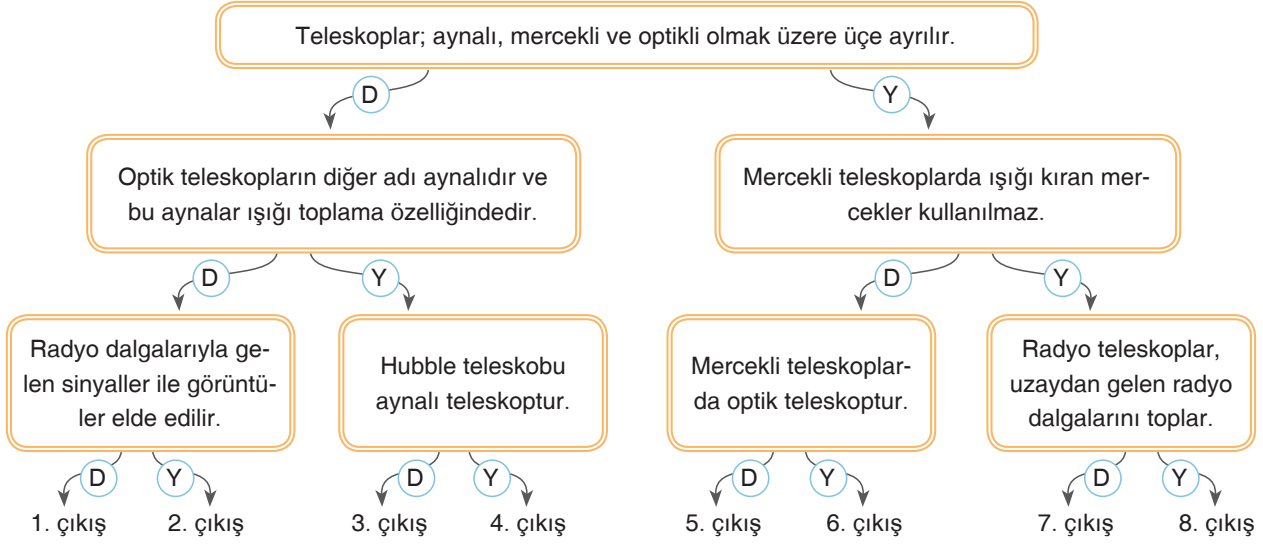 Teleskoplar; aynalı, mercekli ve optikli olmak üzere üçe ayrılır.
D
Y
Optik teleskopların diğer adı aynalıdır ve
bu aynalar ışığı toplama özelliğindedir.
Mercekli teleskoplarda ışığı kıran mer-
cekler kullanılmaz.
D
Y
D
Y
Radyo dalgalarıyla ge-
len sinyaller ile görüntü-
ler elde edilir.
Hubble teleskobu
aynalı teleskoptur.
Mercekli teleskoplar-
da optik teleskoptur.
Radyo teleskoplar,
uzaydan gelen radyo
dalgalarını toplar.
D
Y
D
Y
D
Y
D
Y
1. çıkış
2. çıkış
3. çıkış
4. çıkış
5. çıkış
6. çıkış
7. çıkış
8. çıkış